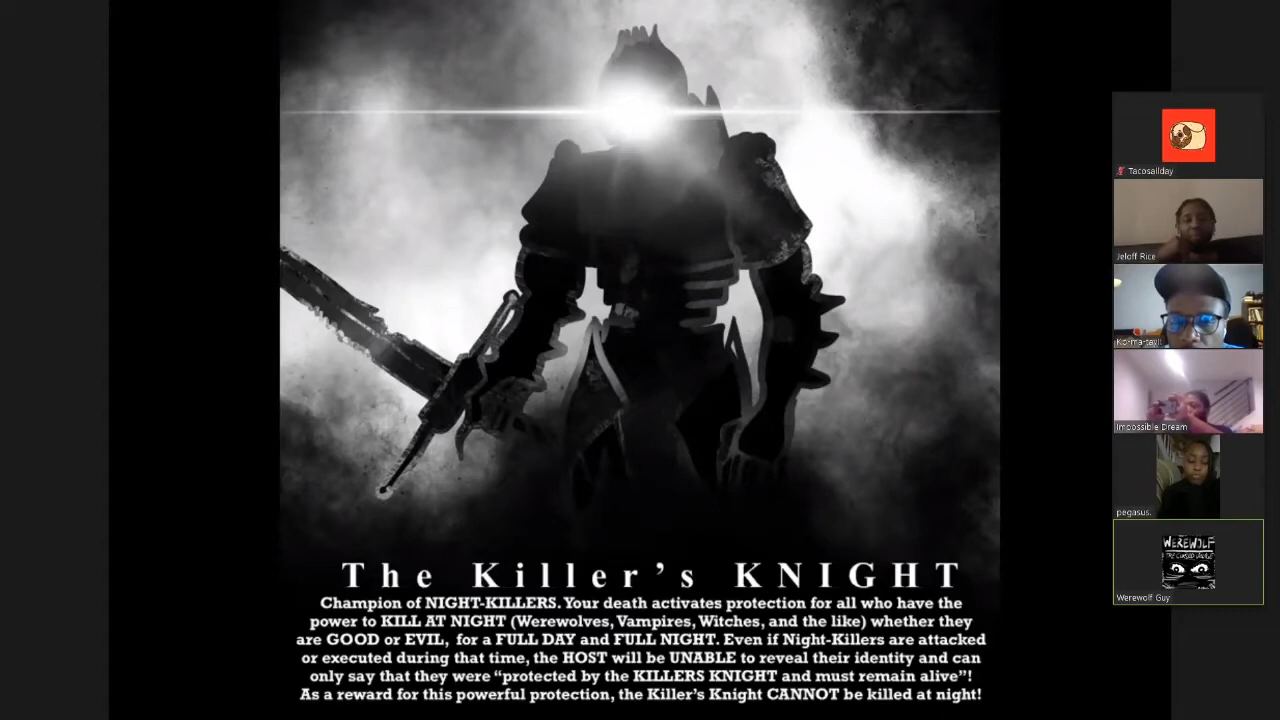 The Killer's KNIGHT
Champion of NIGHT-KILLERS. Your death activates protection for all who have the
power to KILL AT NIGHT (Werewolves, Vampires, Witches, and the like) whether they
are GOOD or EVIL, for a FULL DAY and FULL NIGHT. Even if Night-Killers are attacked
or executed during that time, the HOST will be UNABLE to reveal their identity and can
only say that they were “protected by the KILLERS KNIGHT and must remain alive”!
As a reward for this powerful protection, the Killer's Knight CANNOT be killed at night!
Tacosallday
Jeloff Rice
Impossible Dream
pegasus.
WEREWOLF
THE CURSED VILLAGE
Werewolf Guy